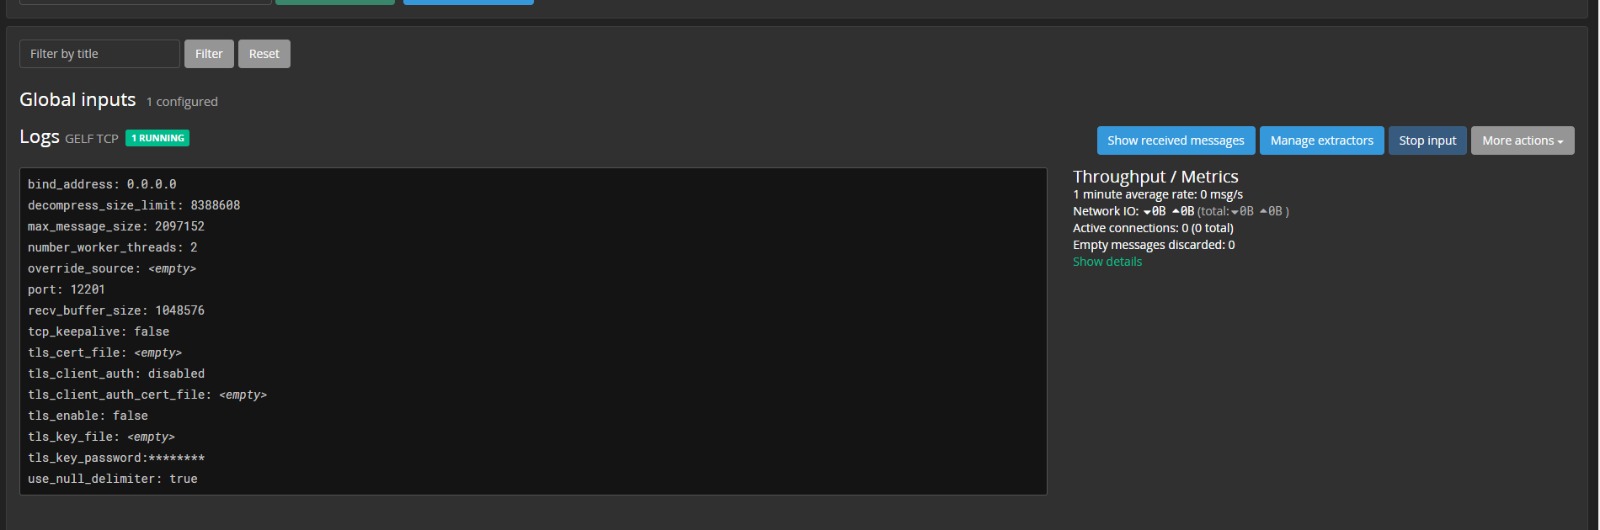 Filter by title Filter Reset
Global inputs 1 configured
Logs GELF TCP 1 RUNNING
Show received messages Manage extractors Stop input More actions
bind_address: 0.0.0.0
decompress_size_limit: 8388608
max_message_size: 2097152
number_worker_threads: 2
override_source: <empty>
port: 12201
recv_buffer_size: 1048576
tcp_keepalive: false
tls_cert_file: <empty>
tls_client_auth: disabled
tls_client_auth_cert_file: <empty>
tls_enable: false
tls_key_file: <empty>
tls_key_password:********
use_null_delimiter: true
Throughput / Metrics
1 minute average rate: 0 msg/s
Network IO: ▾0B ▴0B (total: ▾0B ▴0B )
Active connections: 0 (0 total)
Empty messages discarded: 0
Show details